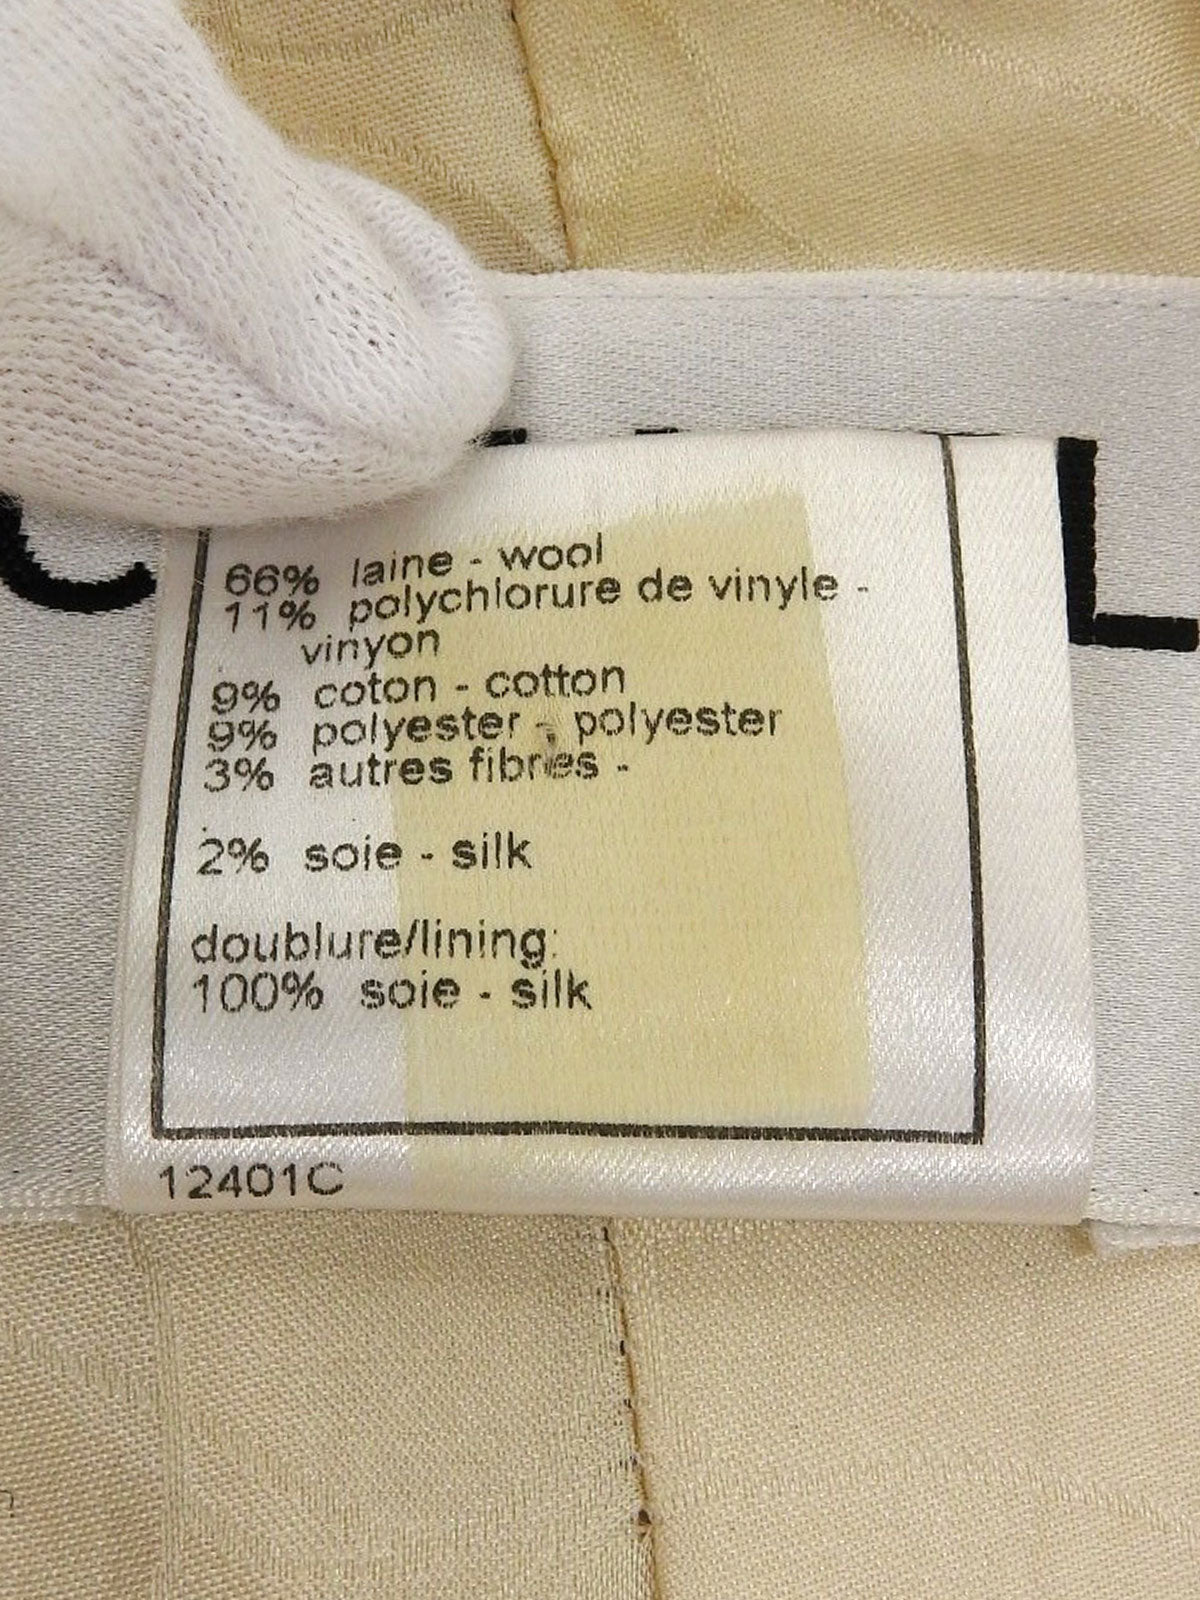 66% laine - wool
11% polychlorure de vinyle -
vinyon
9% coton - cotton
9% polyester - polyester
3% autres fibres -
2% soie - silk
doublure/lining:
100% soie - silk
12401C